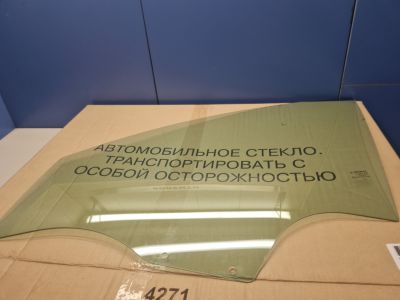 АВТОМОБИЛЬНОЕ СТЕКЛО.
ТРАНСПОРТИРОВАТЬ С
ОСОБОЙ ОСТОРОЖНОСТЬЮ
4271